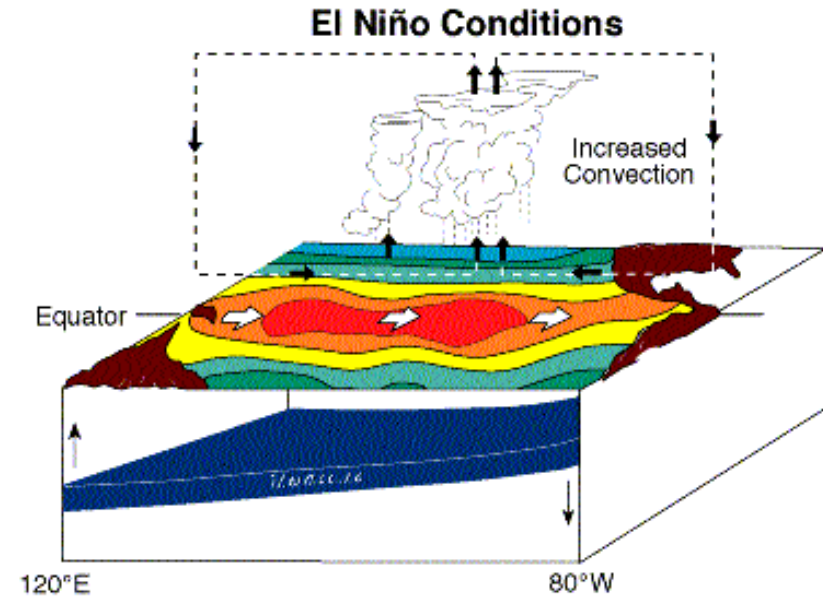 El Niño Conditions
Increased
Convection
Equator
120°E
80°W